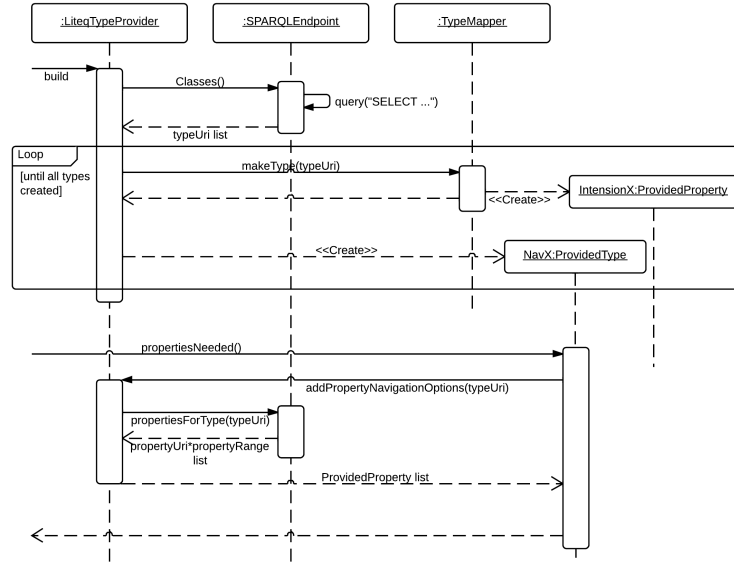 :LiteqTypeProvider
:SPARQLEndpoint
:TypeMapper
build
Classes()
query("SELECT ...")
typeUri list
Loop
[until all types
created]
makeType(typeUri)
<<Create>>
IntensionX:ProvidedProperty
<<Create>>
NavX:ProvidedType
propertiesNeeded()
addPropertyNavigationOptions(typeUri)
propertiesForType(typeUri)
propertyUri*propertyRange
list
ProvidedProperty list